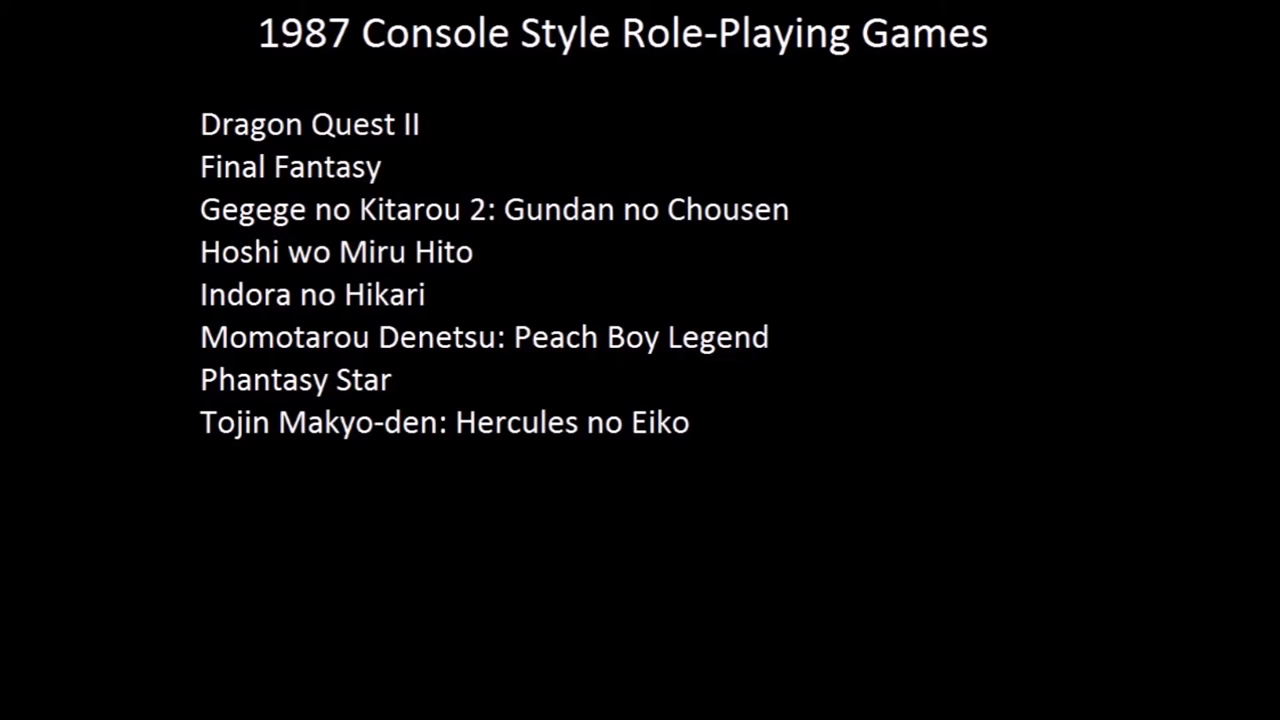 1987 Console Style Role-Playing Games
Dragon Quest II
Final Fantasy
Gegege no Kitarou 2: Gundan no Chousen
Hoshi wo Miru Hito
Indora no Hikari
Momotarou Denetsu: Peach Boy Legend
Phantasy Star
Tojin Makyo-den: Hercules no Eiko